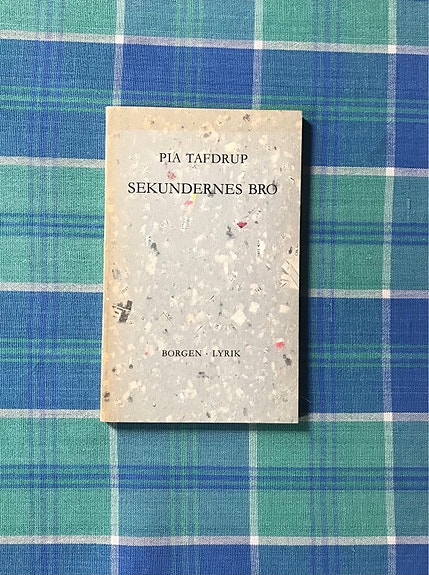 PIA TAFDRUP
SEKUNDERNES BRO
BORGEN · LYRIK